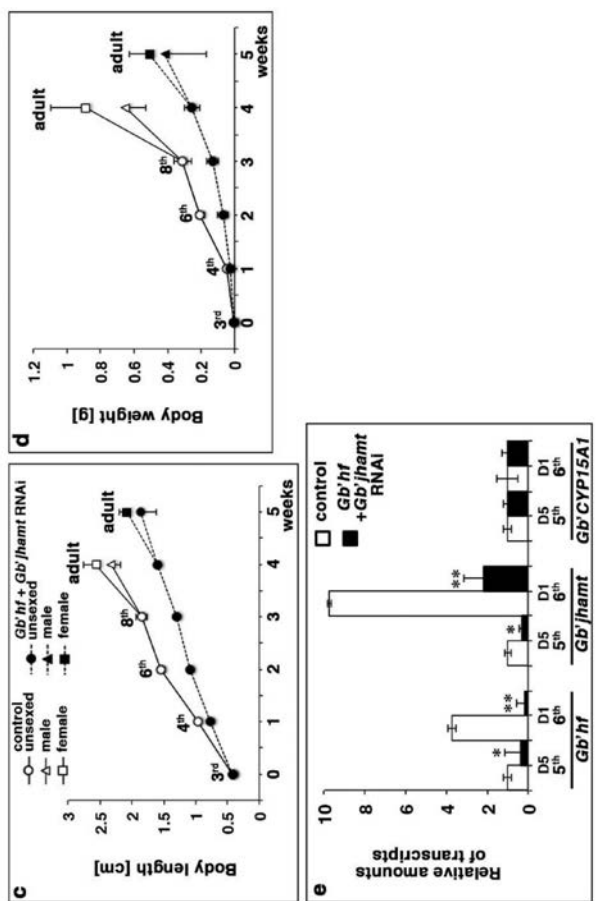 c
control
unsexed
male
female
Gb'hf + Gb'jhamt RNAi
unsexed
male
female
Body length [cm]
3
2.5
2
1.5
1
0.5
0
3rd
4th
6th
8th
adult
adult
0
1
2
3
4
5
weeks
d
Body weight [g]
1.2
1
0.8
0.6
0.4
0.2
0
3rd
4th
6th
8th
adult
adult
0
1
2
3
4
5
weeks
e
Relative amounts
of transcripts
10
8
6
4
2
0
control
Gb'hf
+Gb'jhamt
RNAi
*
**
*
**
D5 D1 D5 D1 D5 D1
5th 6th 5th 6th 5th 6th
Gb'hf Gb'jhamt Gb'CYP15A1